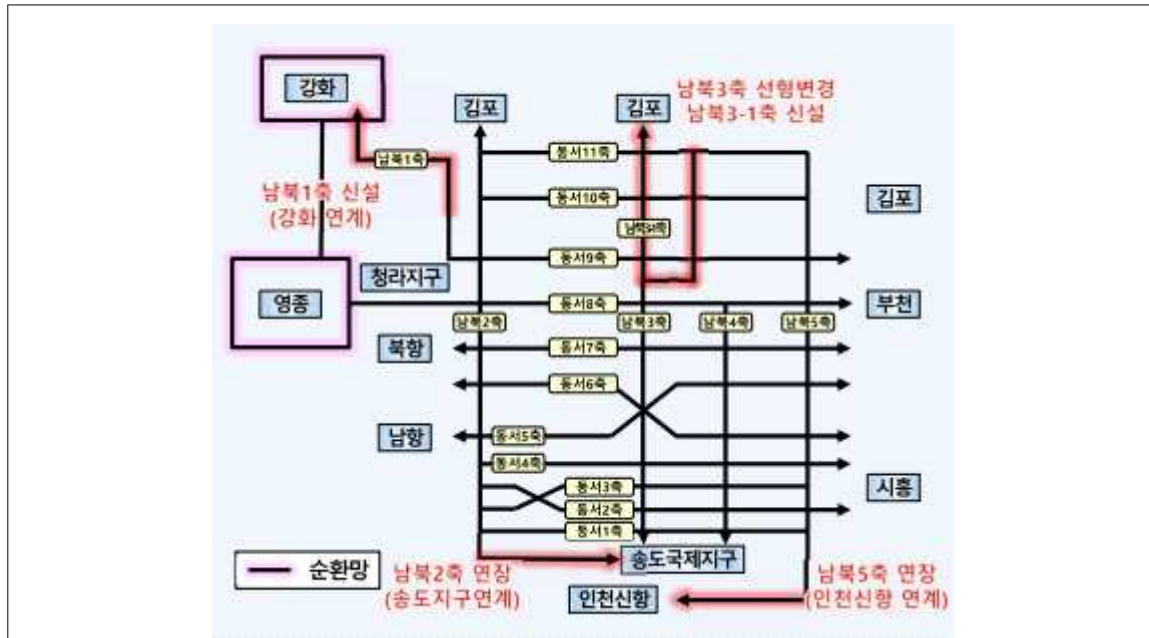 강화
김포
김포
남북3축 선형변경
남북3-1축 신설
동서11축
남북1축
남북1축 신설
(강화 연계)
동서10축
김포
동서9축
청라지구
영종
동서8축
부천
남북2축
남북3축
남북4축
남북5축
북항
동서7축
동서6축
남항
동서5축
동서4축
동서3축
시흥
동서2축
동서1축
순환망
남북2축 연장
(송도지구연계)
송도국제지구
인천신항
남북5축 연장
(인천신항 연계)